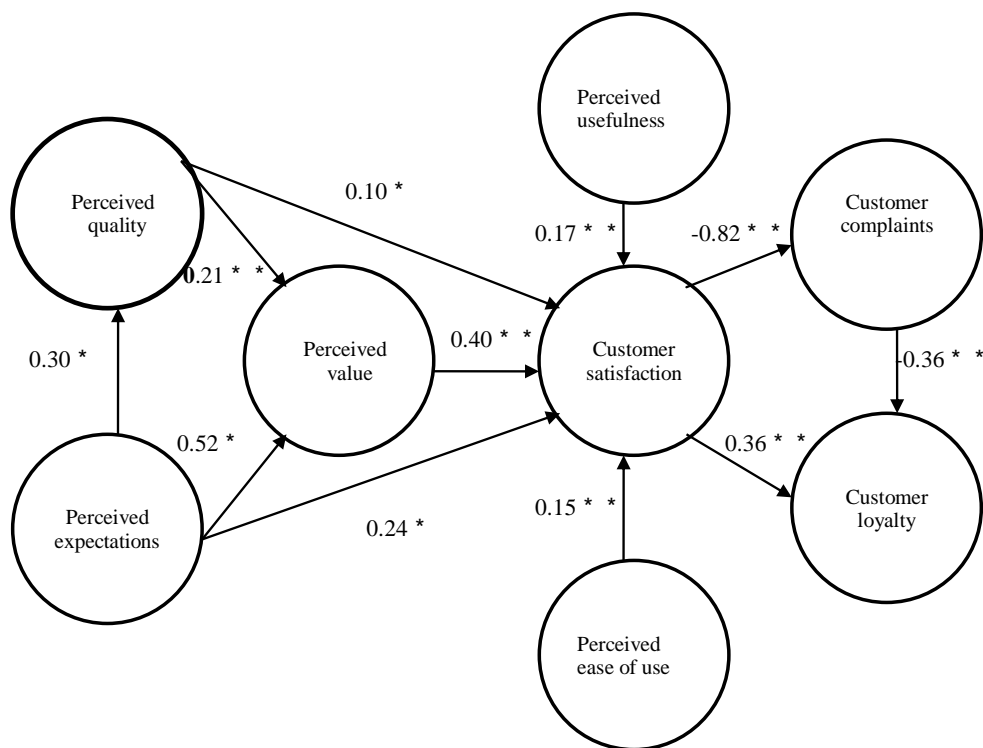 Perceived
usefulness
Perceived
quality
0.10 *
0.17 * *
-0.82 * *
Customer
complaints
0.21 * *
0.30 *
Perceived
value
0.40 * *
Customer
satisfaction
-0.36 * *
0.52 *
0.36 * *
Perceived
expectations
0.24 *
0.15 * *
Customer
loyalty
Perceived
ease of use